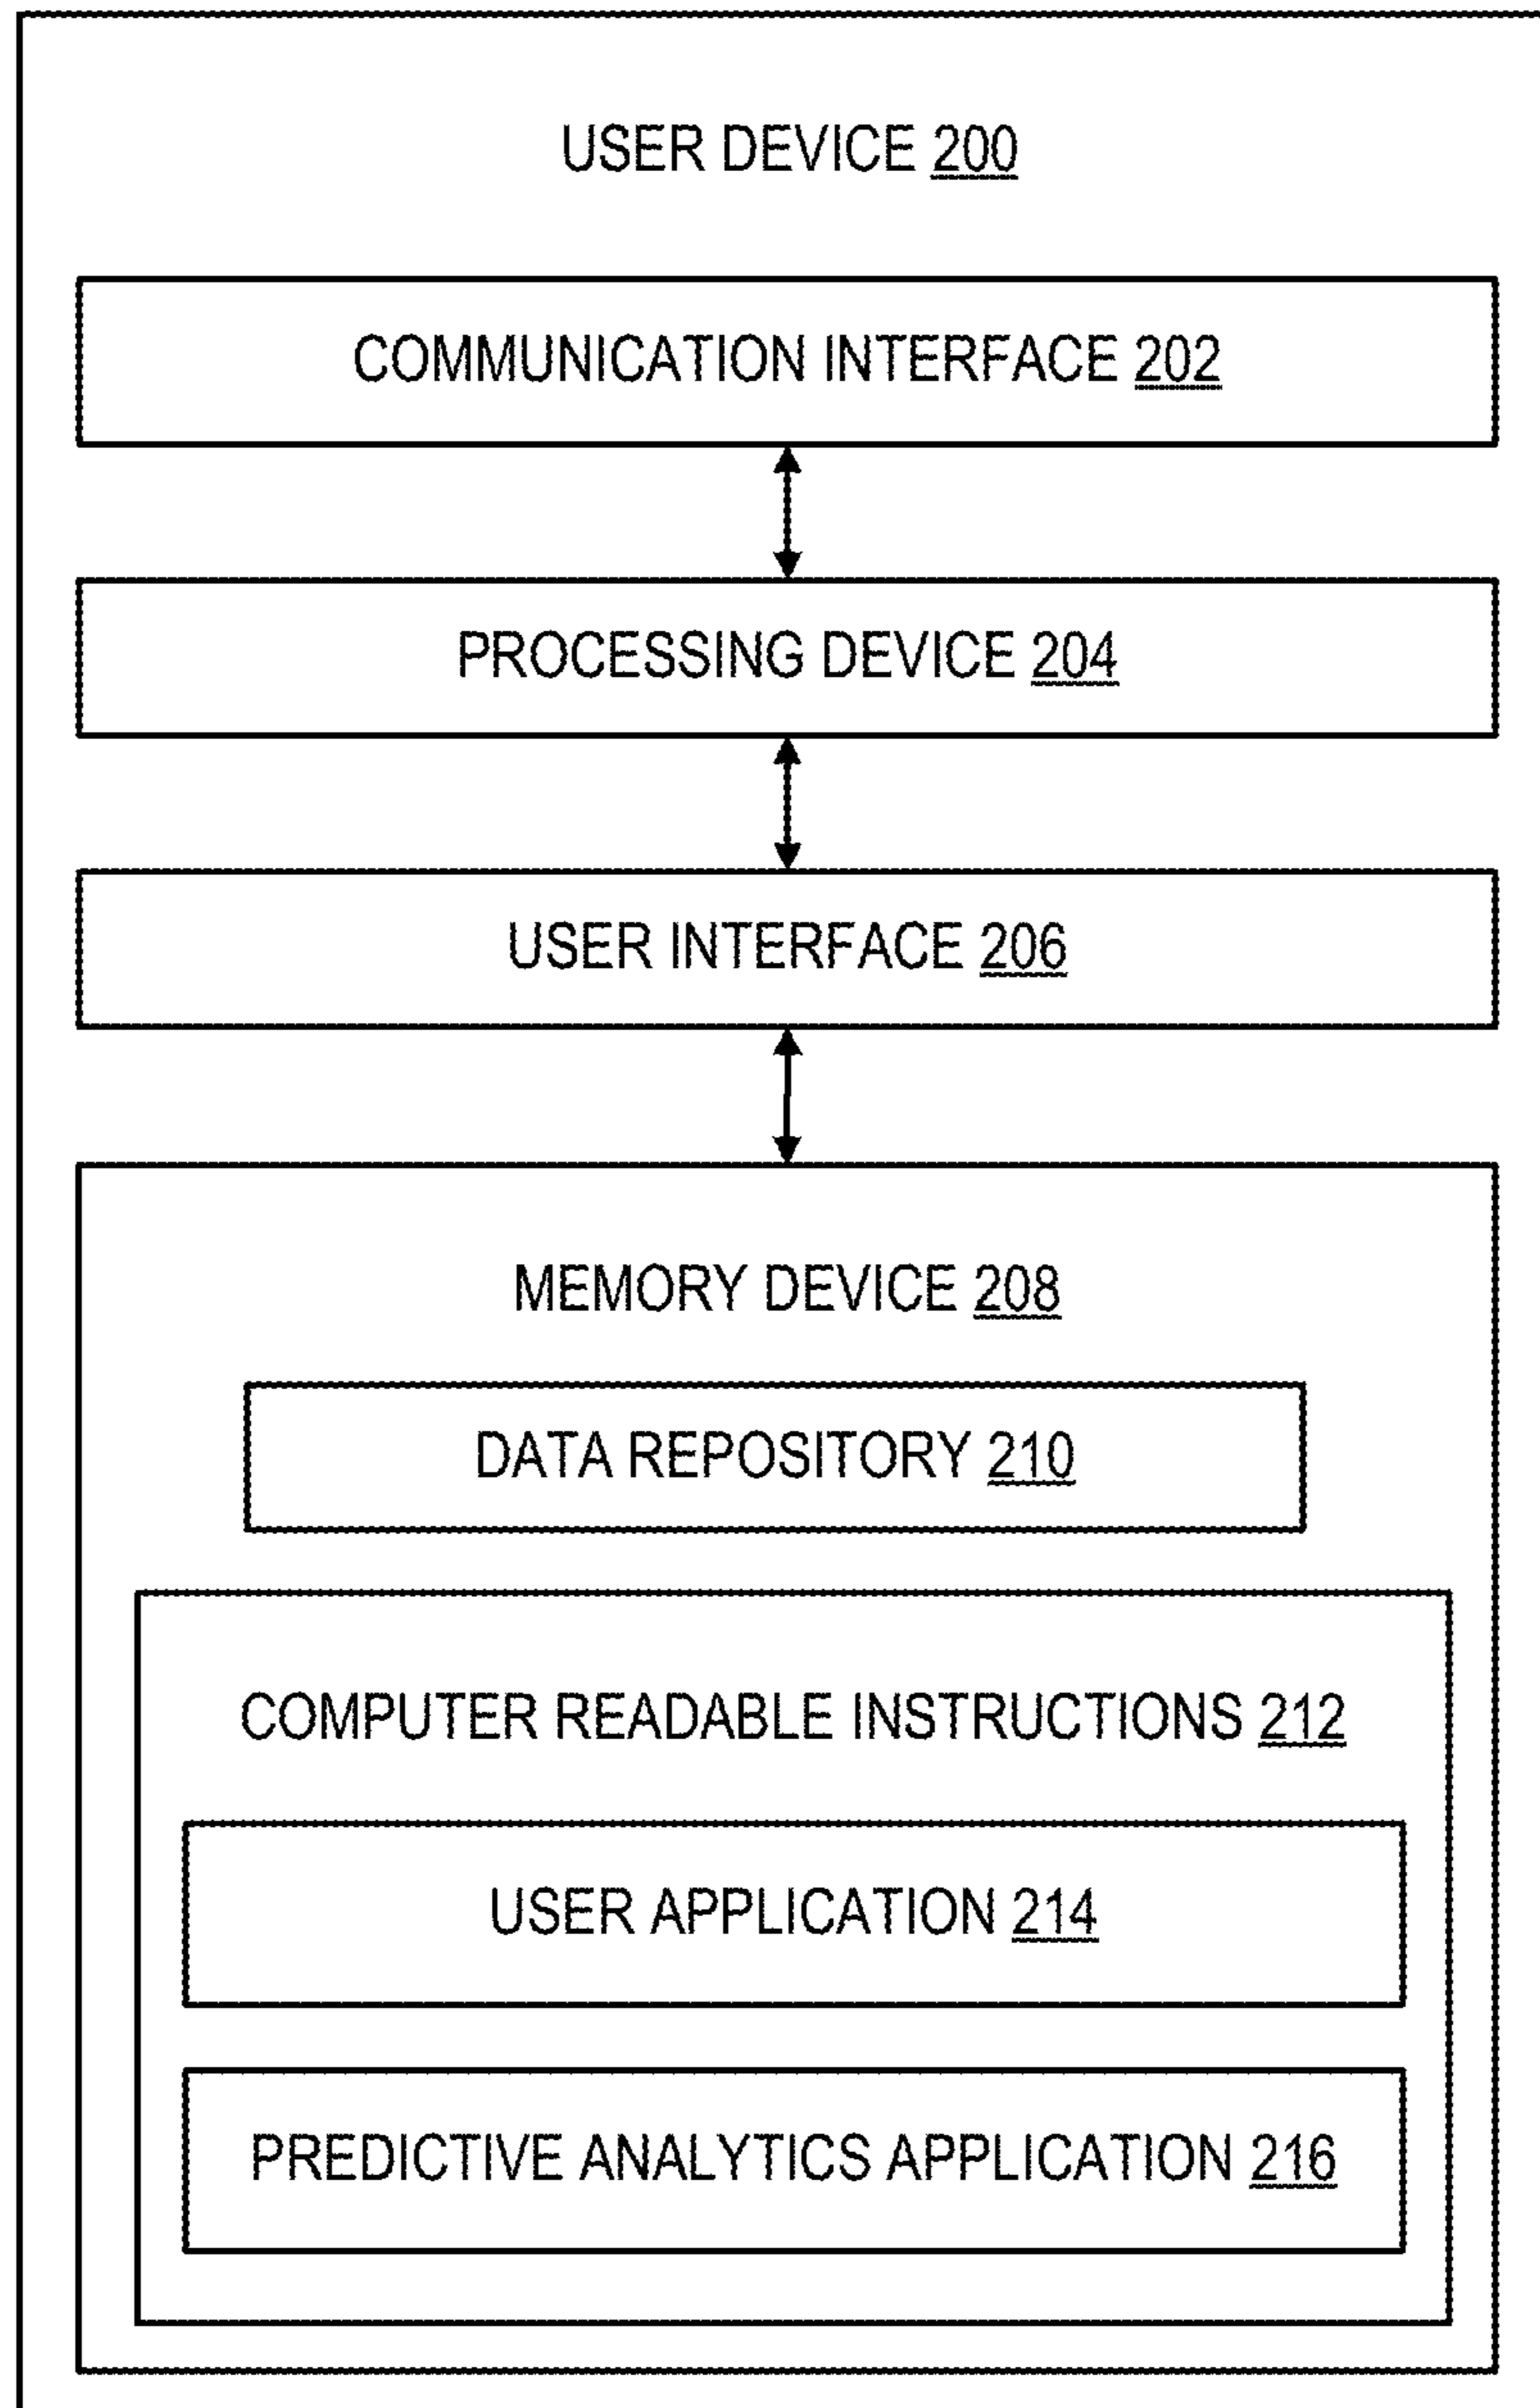 USER DEVICE 200
COMMUNICATION INTERFACE 202
PROCESSING DEVICE 204
USER INTERFACE 206
MEMORY DEVICE 208
DATA REPOSITORY 210
COMPUTER READABLE INSTRUCTIONS 212
USER APPLICATION 214
PREDICTIVE ANALYTICS APPLICATION 216